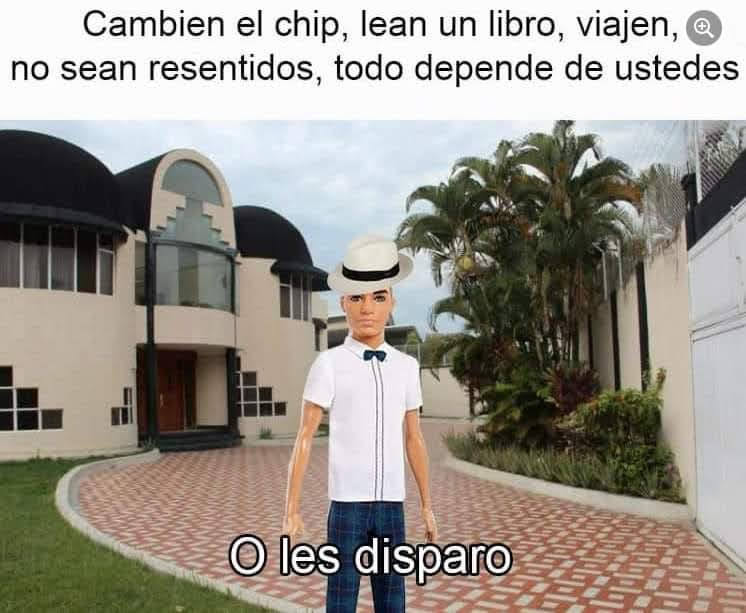 Cambien el chip, lean un libro, viajen,
no sean resentidos, todo depende de ustedes
O les disparo